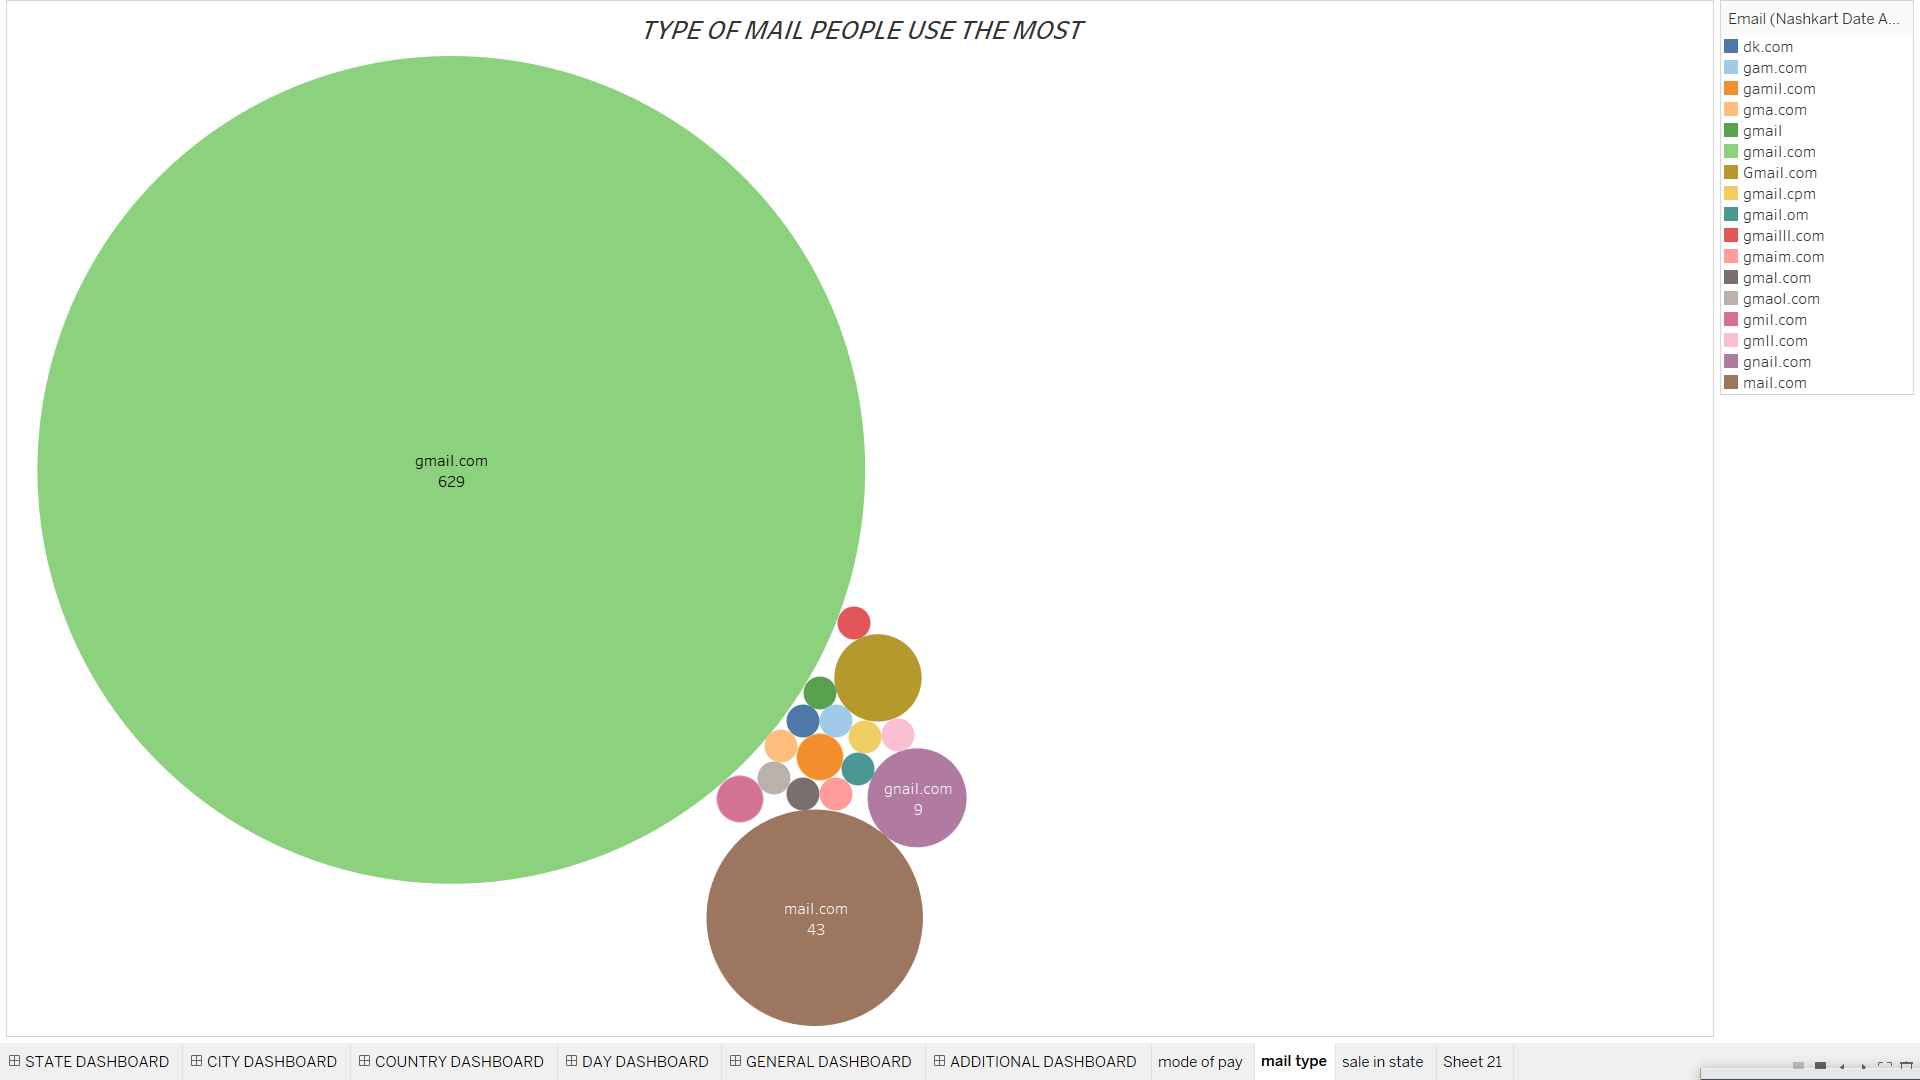 TYPE OF MAIL PEOPLE USE THE MOST
gmail.com
629
gnail.com
9
mail.com
43
Email (Nashkart Date A...
dk.com
gam.com
gamil.com
gma.com
gmail
gmail.com
Gmail.com
gmail.cpm
gmail.om
gmailll.com
gmaim.com
gmal.com
gmaol.com
gmil.com
gmll.com
gnail.com
mail.com
STATE DASHBOARD CITY DASHBOARD COUNTRY DASHBOARD DAY DASHBOARD GENERAL DASHBOARD ADDITIONAL DASHBOARD mode of pay mail type sale in state Sheet 21